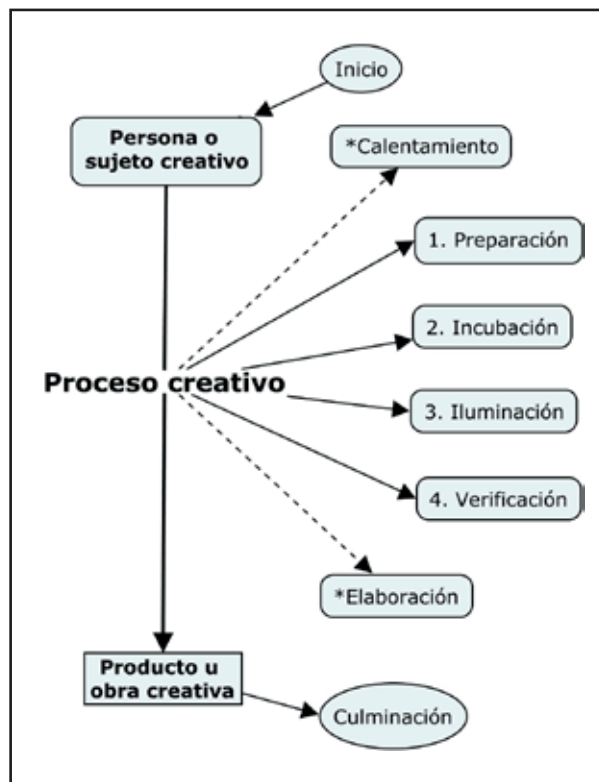 Inicio
Persona o
sujeto creativo
*Calentamiento
1. Preparación
2. Incubación
Proceso creativo
3. Iluminación
4. Verificación
*Elaboración
Producto u
obra creativa
Culminación